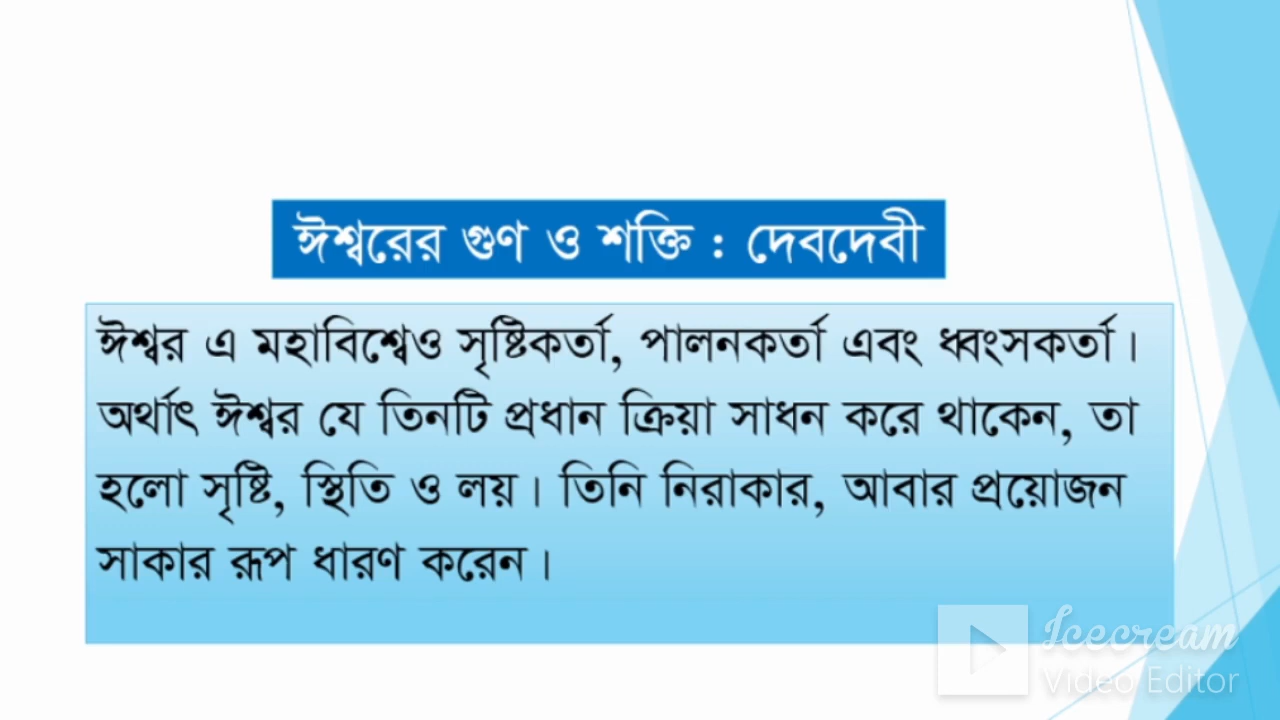 ঈশ্বরের গুণ ও শক্তি : দেবদেবী
ঈশ্বর এ মহাবিশ্বেও সৃষ্টিকর্তা, পালনকর্তা এবং ধ্বংসকর্তা।
অর্থাৎ ঈশ্বর যে তিনটি প্রধান ক্রিয়া সাধন করে থাকেন, তা
হলো সৃষ্টি, স্থিতি ও লয়। তিনি নিরাকার, আবার প্রয়োজন
সাকার রূপ ধারণ করেন।
Icecream
Video Editor